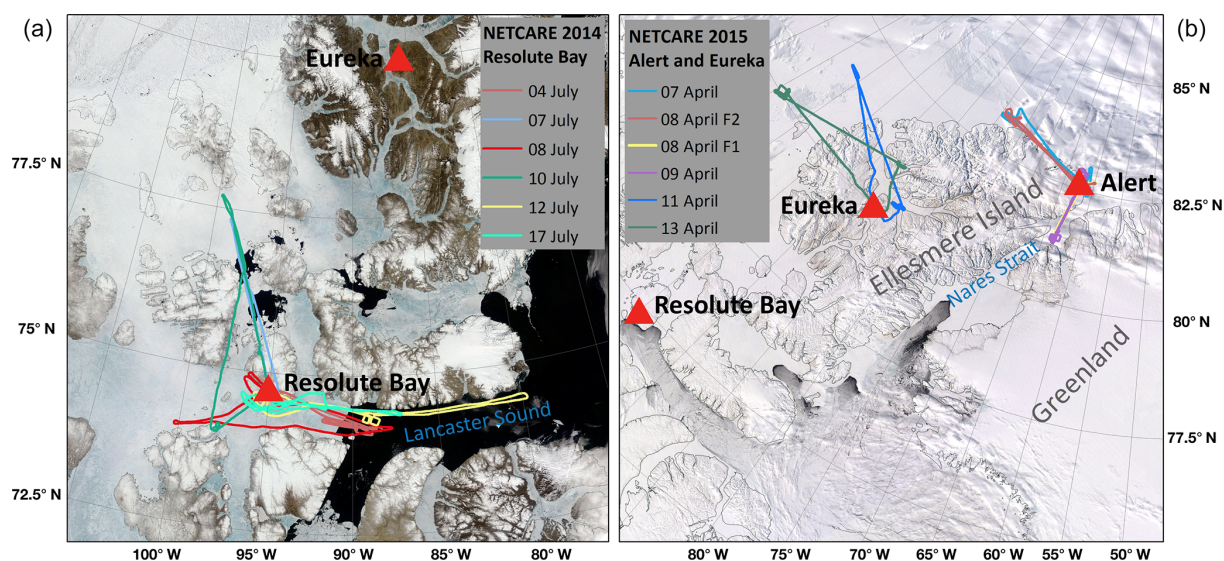 (a)
Eureka
NETCARE 2014
Resolute Bay
04 July
07 July
08 July
10 July
12 July
17 July
77.5° N
75° N
72.5° N
Resolute Bay
Lancaster Sound
100° W
95° W
90° W
85° W
80° W
(b)
NETCARE 2015
Alert and Eureka
07 April
08 April F2
08 April F1
09 April
11 April
13 April
Eureka
Alert
Ellesmere Island
Nares Strait
Resolute Bay
Greenland
85° N
82.5° N
80° N
77.5° N
80° W
75° W
70° W
65° W
60° W
55° W
50° W